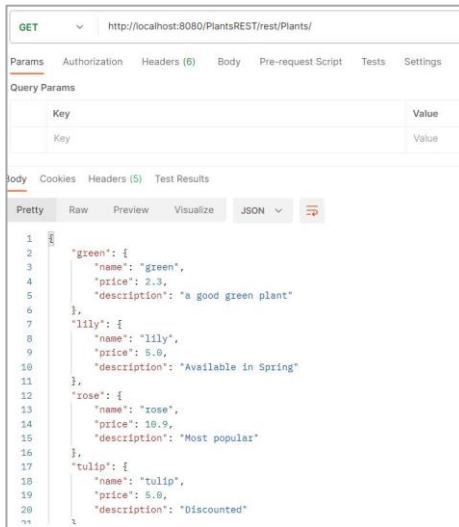 GET http://localhost:8080/PlantsREST/rest/Plants/
Params Authorization Headers (6) Body Pre-request Script Tests Settings
Query Params
Key Value
Key Value
Body Cookies Headers (5) Test Results
Pretty Raw Preview Visualize JSON
1 {
2 "green": {
3 "name": "green",
4 "price": 2.3,
5 "description": "a good green plant"
6 },
7 "lily": {
8 "name": "lily",
9 "price": 5.0,
10 "description": "Available in Spring"
11 },
12 "rose": {
13 "name": "rose",
14 "price": 10.9,
15 "description": "Most popular"
16 },
17 "tulip": {
18 "name": "tulip",
19 "price": 5.0,
20 "description": "Discounted"
21 }